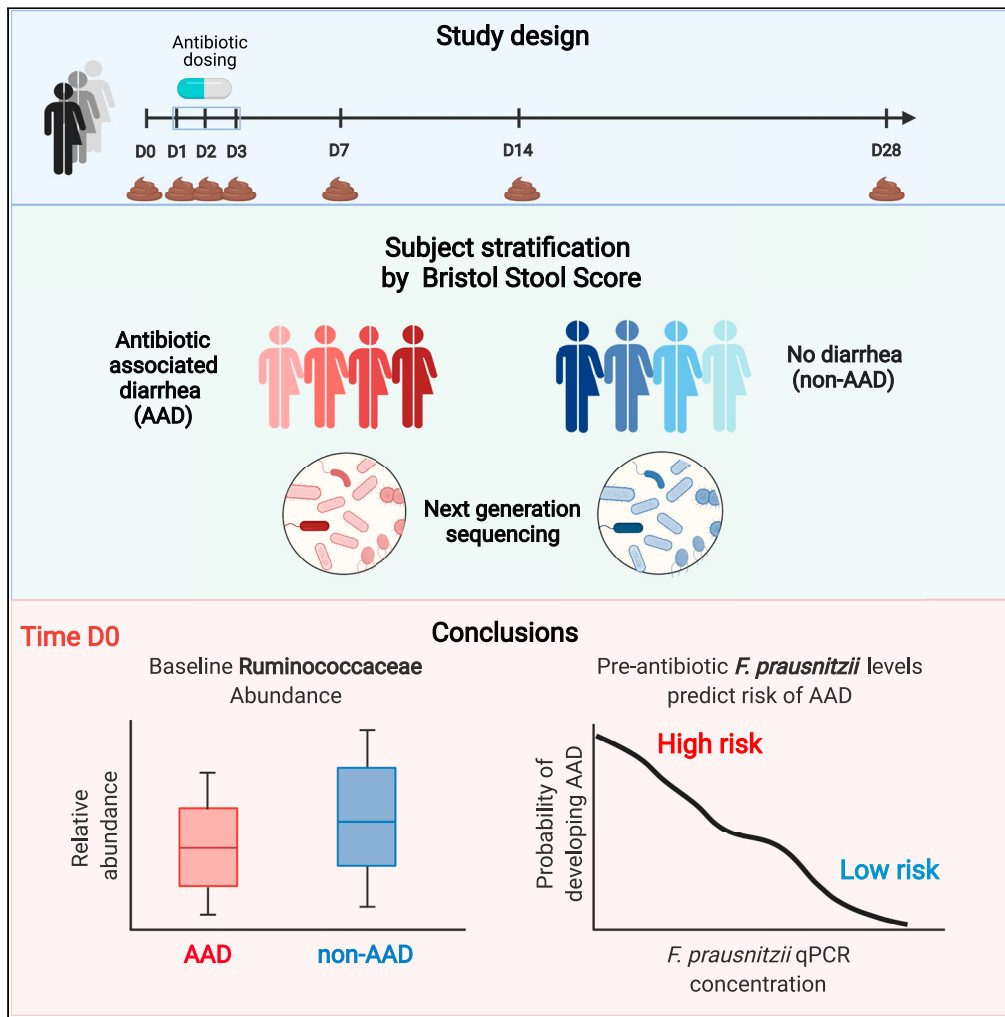 Study design
Antibiotic
dosing
D0 D1 D2 D3 D7 D14 D28
Subject stratification
by Bristol Stool Score
Antibiotic
associated
diarrhea
(AAD)
No diarrhea
(non-AAD)
Next generation
sequencing
Time D0
Conclusions
Baseline Ruminococcaceae
Abundance
Relative
abundance
AAD non-AAD
Pre-antibiotic F. prausnitzii levels
predict risk of AAD
Probability of
developing AAD
High risk
Low risk
F. prausnitzii qPCR
concentration